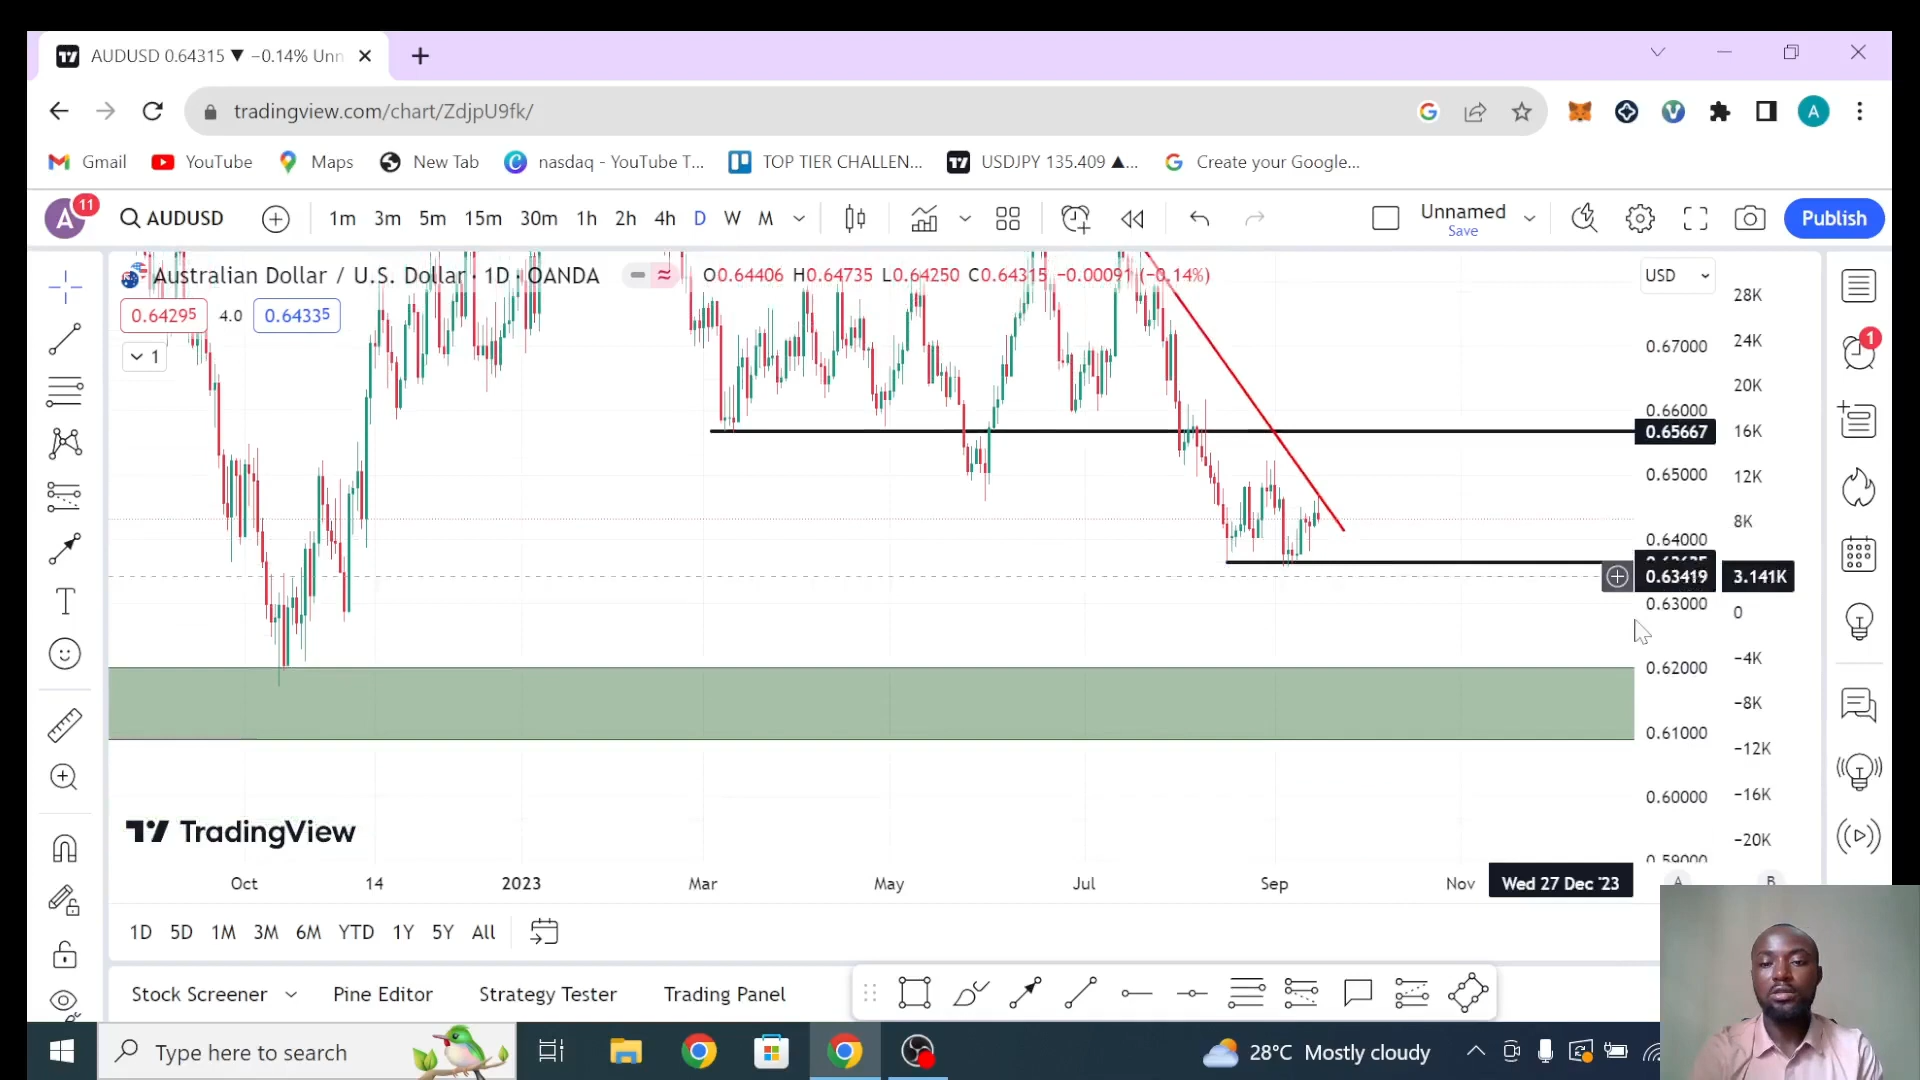 AUDUSD 0.64315 ▼ −0.14% Unn
tradingview.com/chart/ZdjpU9fk/
Gmail YouTube Maps New Tab nasdaq - YouTube T... TOP TIER CHALLEN... USDJPY 135.409 ▲... Create your Google...
A 11 AUDUSD 1m 3m 5m 15m 30m 1h 2h 4h D W M Unnamed Save Publish
Australian Dollar / U.S. Dollar · 1D · OANDA O0.64406 H0.64735 L0.64250 C0.64315 −0.00091 (−0.14%)
USD
0.64295 4.0 0.64335
1
28K
24K
0.67000
20K
0.66000
0.65667 16K
0.65000 12K
8K
0.64000
0.63419 3.141K
0.63000 0
−4K
0.62000
−8K
0.61000
−12K
0.60000 −16K
−20K
TradingView
Oct 14 2023 Mar May Jul Sep Nov Wed 27 Dec '23
1D 5D 1M 3M 6M YTD 1Y 5Y All
Stock Screener Pine Editor Strategy Tester Trading Panel
Type here to search 28°C Mostly cloudy